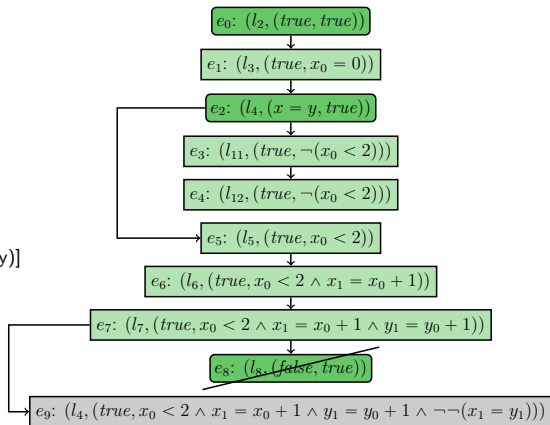 e₀: (l₂, (true, true))
e₁: (l₃, (true, x₀ = 0))
e₂: (l₄, (x = y, true))
e₃: (l₁₁, (true, ¬(x₀ < 2)))
e₄: (l₁₂, (true, ¬(x₀ < 2)))
e₅: (l₅, (true, x₀ < 2))
y)]
e₆: (l₆, (true, x₀ < 2 ∧ x₁ = x₀ + 1))
e₇: (l₇, (true, x₀ < 2 ∧ x₁ = x₀ + 1 ∧ y₁ = y₀ + 1))
e₈: (l₈, (false, true))
e₉: (l₄, (true, x₀ < 2 ∧ x₁ = x₀ + 1 ∧ y₁ = y₀ + 1 ∧ ¬¬(x₁ = y₁)))